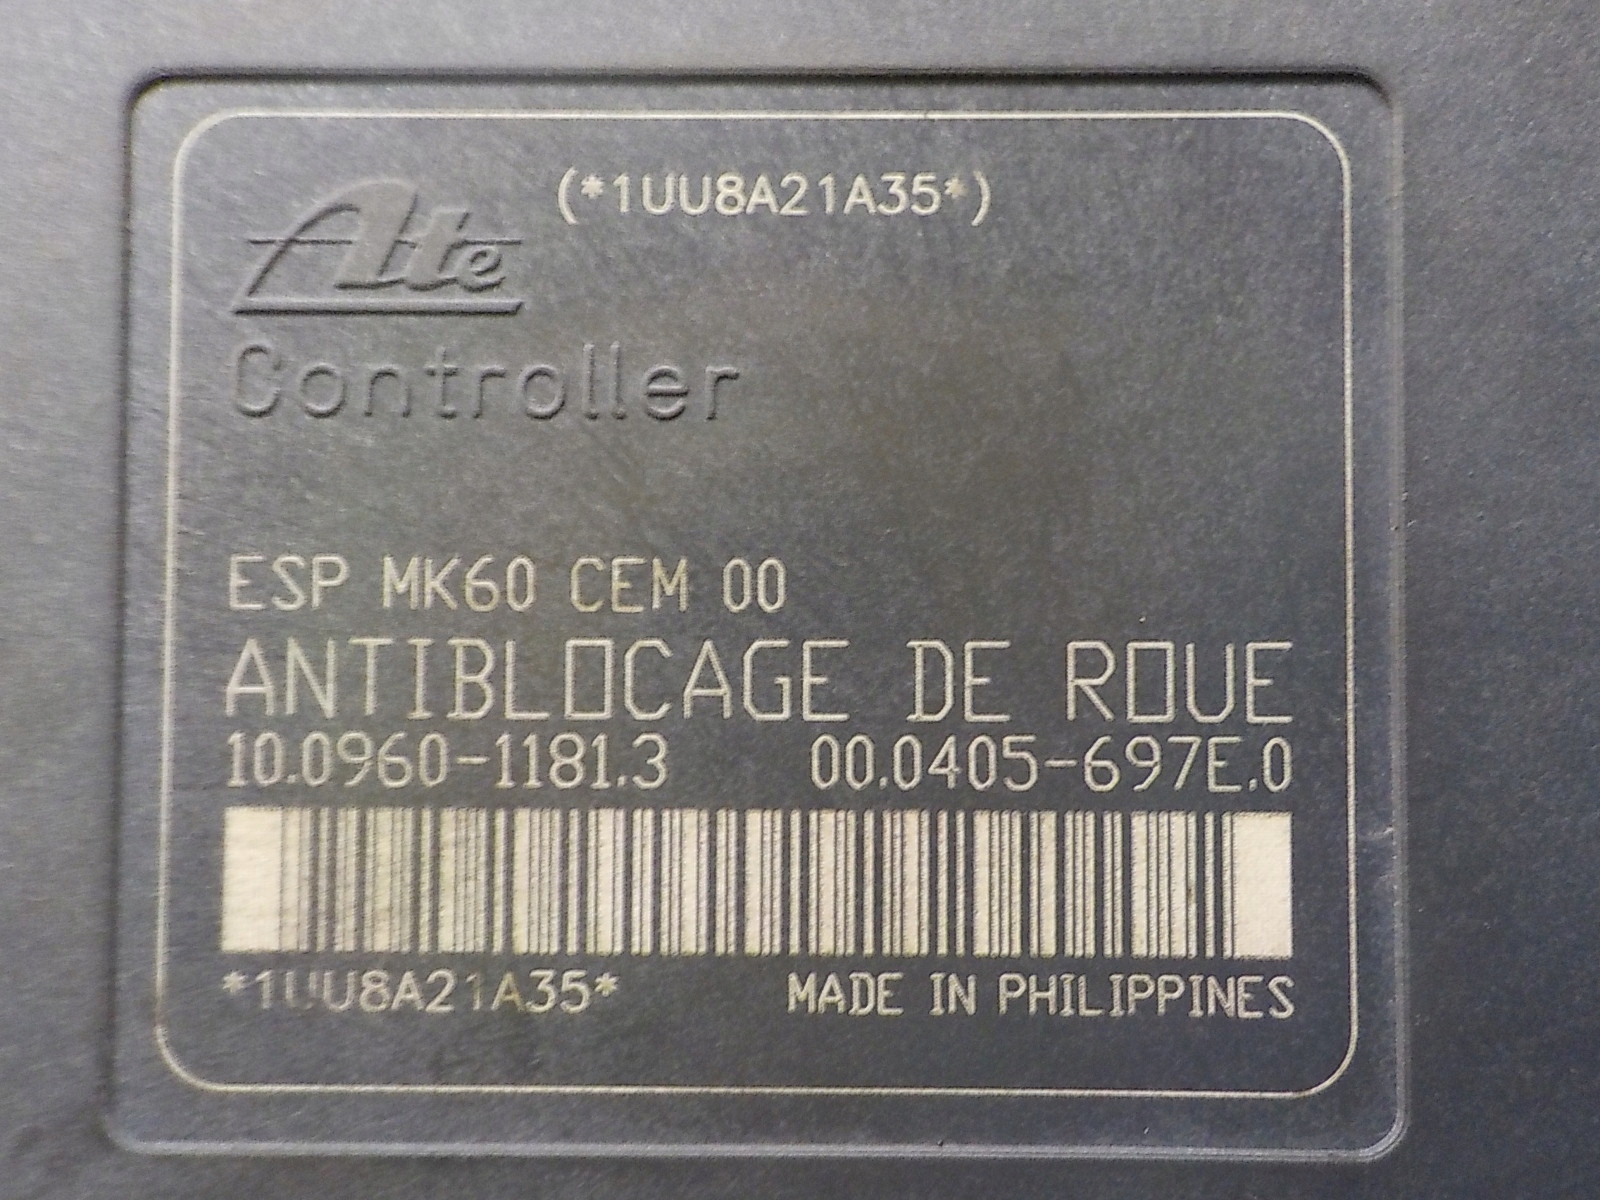 (*1UU8A21A35*)
Ate
Controller
ESP MK60 CEM 00
ANTIBLOCAGE DE ROUE
10.0960-1181.3 00.0405-697E.0
*1UU8A21A35* MADE IN PHILIPPINES